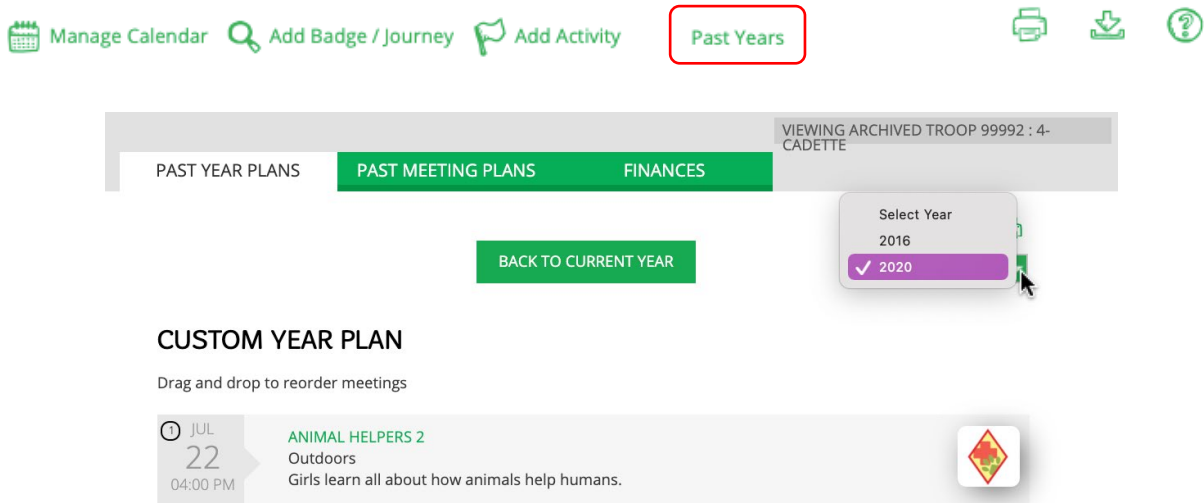 Manage Calendar Add Badge / Journey Add Activity Past Years ?
VIEWING ARCHIVED TROOP 99992 : 4-
CADETTE
PAST YEAR PLANS PAST MEETING PLANS FINANCES
Select Year
2016
✓ 2020
BACK TO CURRENT YEAR
CUSTOM YEAR PLAN
Drag and drop to reorder meetings
1 JUL
22
04:00 PM
ANIMAL HELPERS 2
Outdoors
Girls learn all about how animals help humans.